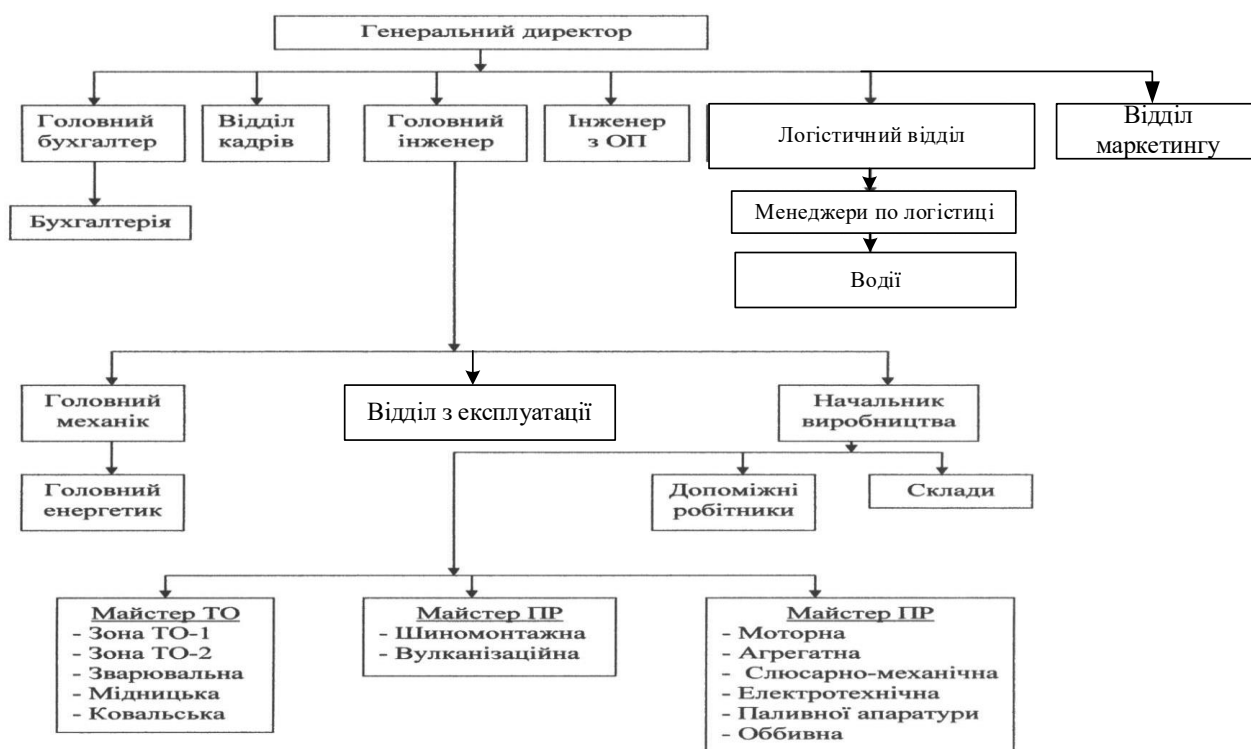 Генеральний директор
Головний
бухгалтер
Відділ
кадрів
Головний
інженер
Інженер
з ОП
Логістичний відділ
Відділ
маркетингу
Бухгалтерія
Менеджери по логістиці
Водії
Головний
механік
Відділ з експлуатації
Начальник
виробництва
Головний
енергетик
Допоміжні
робітники
Склади
Майстер ТО
- Зона ТО-1
- Зона ТО-2
- Зварювальна
- Мідницька
- Ковальська
Майстер ПР
- Шиномонтажна
- Вулканізаційна
Майстер ПР
- Моторна
- Агрегатна
- Слюсарно-механічна
- Електротехнічна
- Паливної апаратури
- Оббивна